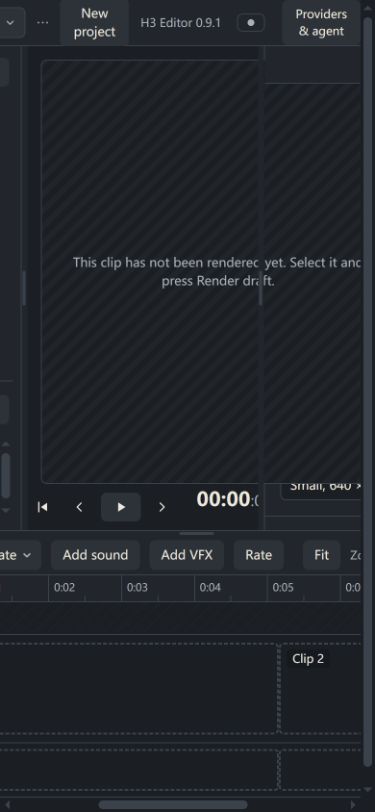 New
project
H3 Editor 0.9.1
Providers
& agent
This clip has not been rendered yet. Select it and
press Render draft.
00:00
Small, 640 ×
Add sound
Add VFX
Rate
Fit
0:02
0:03
0:04
0:05
Clip 2